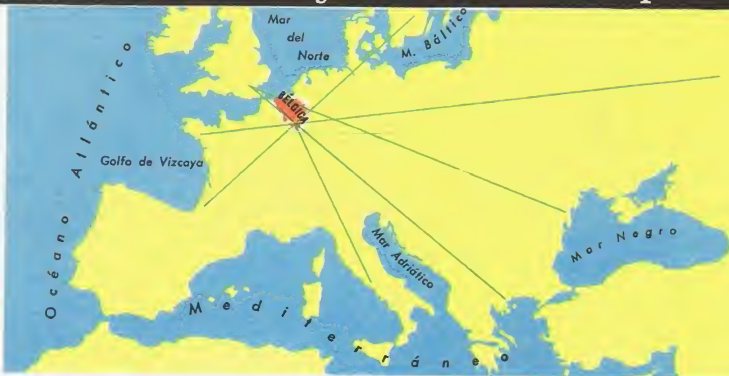 Mar
del
Norte
M. Báltico
BÉLGICA
Océano Atlántico
Golfo de Vizcaya
Mar Adriático
Mar Negro
Mediterráneo